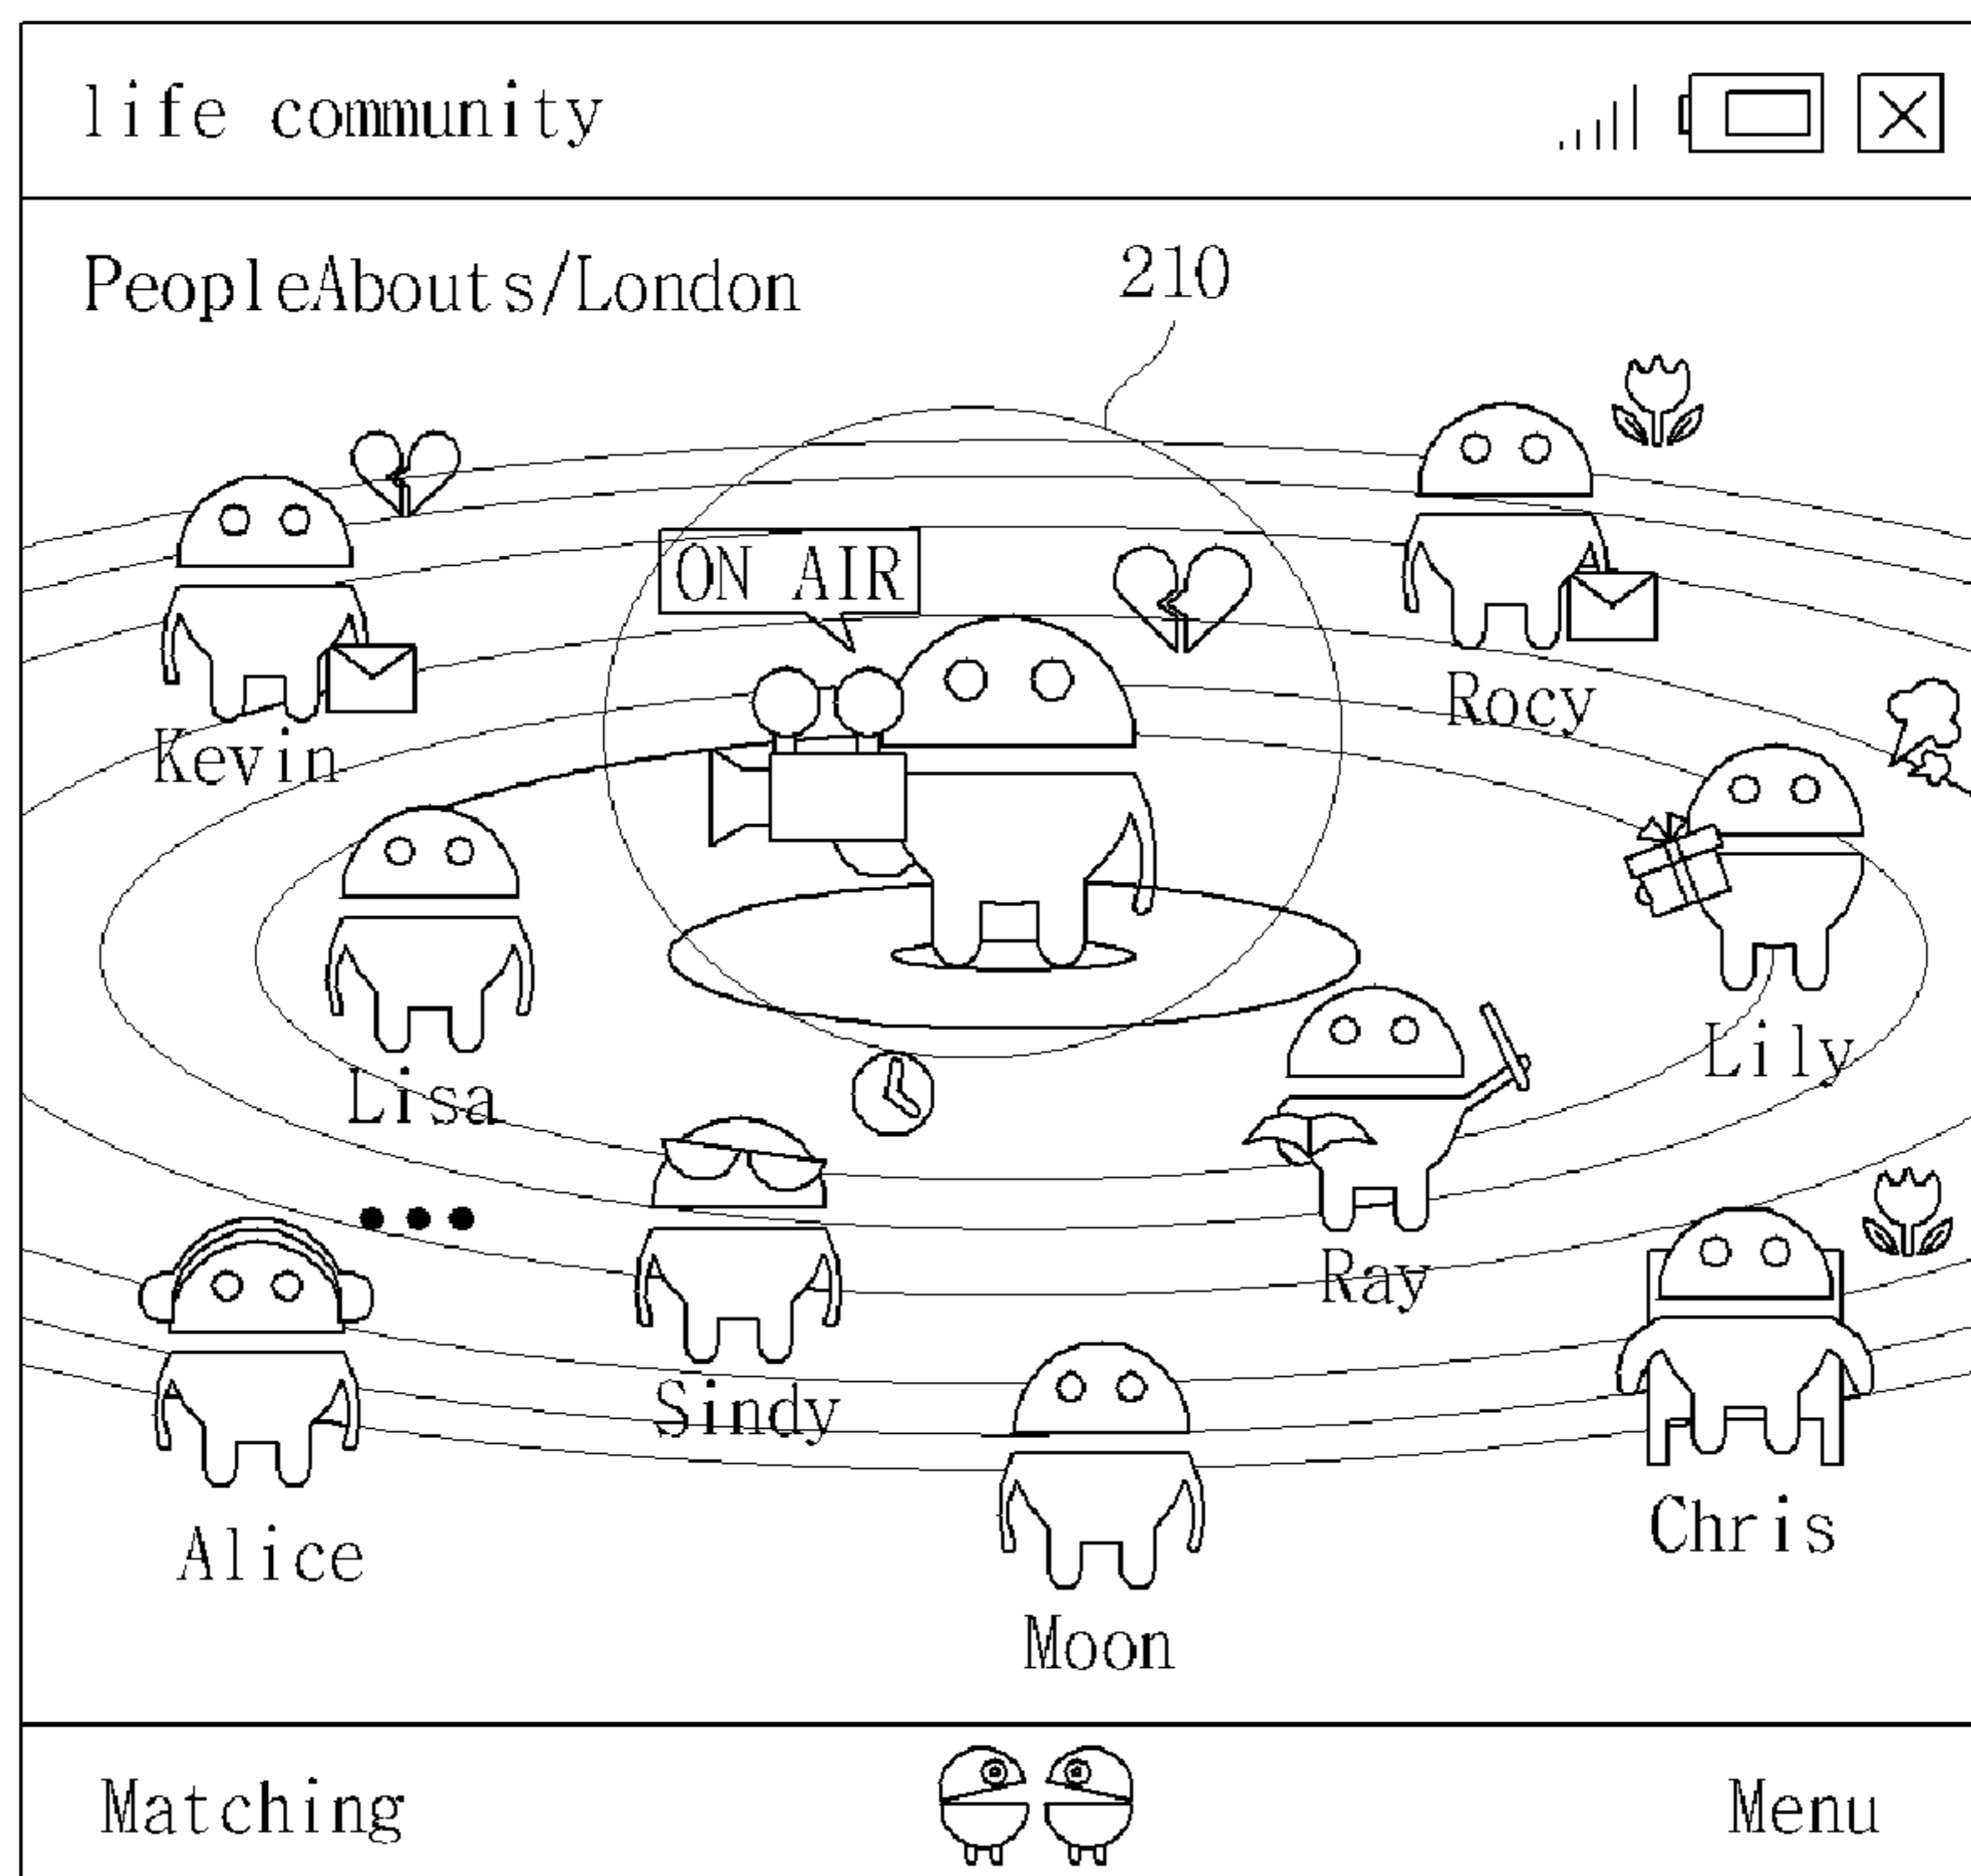 life community
PeopleAbouts/London
210
ON AIR
Rocy
Kevin
Lily
Lisa
Ray
Sindy
Chris
Alice
Moon
Matching
Menu